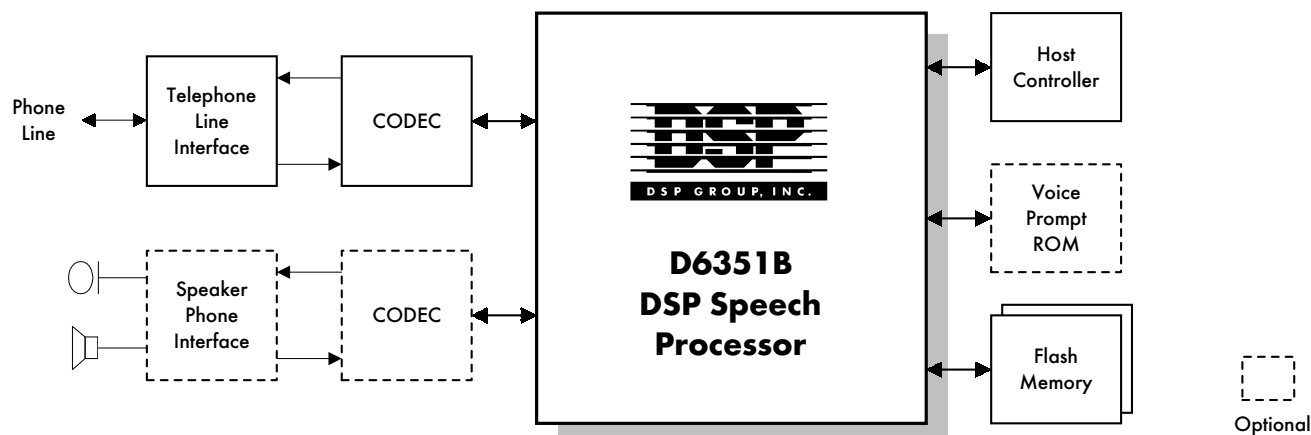 Phone
Line
Telephone
Line
Interface
CODEC
Speaker
Phone
Interface
CODEC
DSP
DSP GROUP, INC.
D6351B
DSP Speech
Processor
Host
Controller
Voice
Prompt
ROM
Flash
Memory
Optional